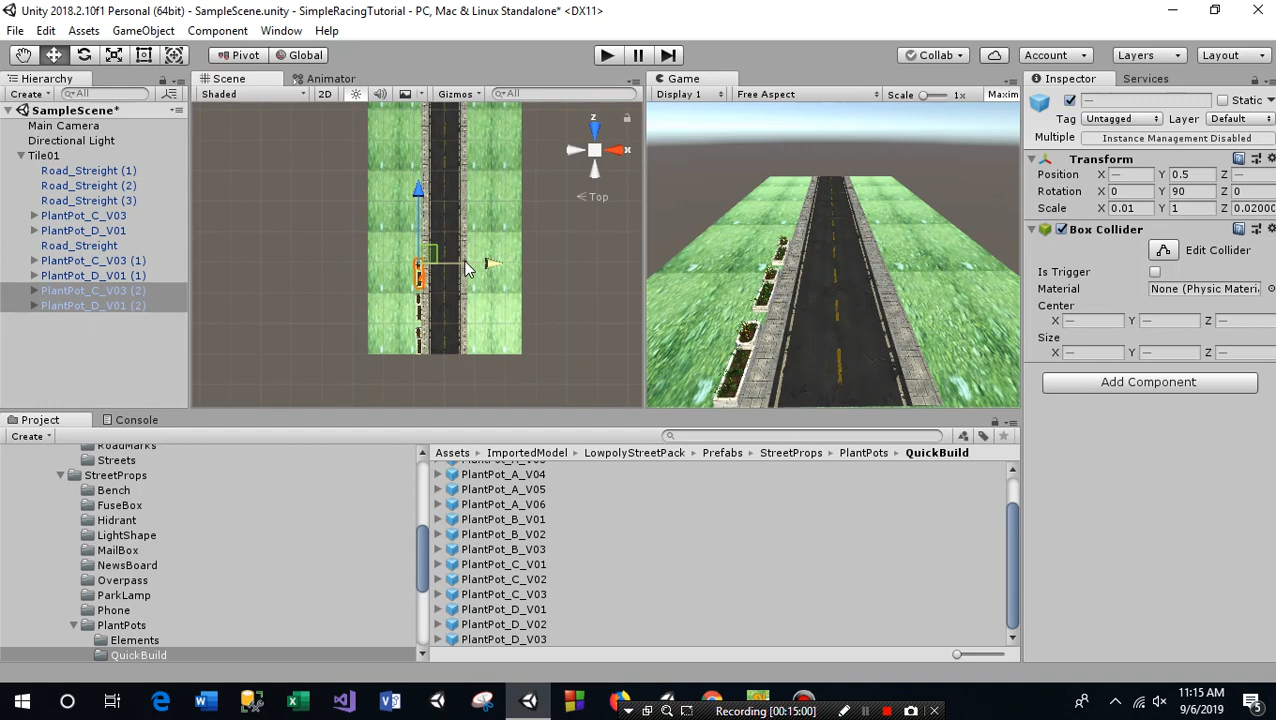 Unity 2018.2.10f1 Personal (64bit) - SampleScene.unity - SimpleRacingTutorial - PC, Mac & Linux Standalone* <DX11>
File Edit Assets GameObject Component Window Help
Pivot Global Collab Account Layers Layout
Hierarchy Scene Animator Game Inspector Services
Create All Shaded 2D Gizmos All Display 1 Free Aspect Scale 1x Maxim
Static
SampleScene*
Tag Untagged Layer Default
Main Camera
Multiple Instance Management Disabled
Directional Light
z
x
Top
Tile01
Transform
Road_Streight (1)
Position X — Y 0.5 Z —
Road_Streight (2)
Rotation X 0 Y 90 Z 0
Road_Streight (3)
Scale X 0.01 Y 1 Z 0.02000
PlantPot_C_V03
PlantPot_D_V01
Box Collider
Road_Streight
Edit Collider
PlantPot_C_V03 (1)
PlantPot_D_V01 (1)
Is Trigger
PlantPot_C_V03 (2)
Material None (Physic Materi
PlantPot_D_V01 (2)
Center
X — Y — Z —
Size
X — Y — Z —
Add Component
Project Console
Create
RoadMarks
Streets
StreetProps
Bench
FuseBox
Hidrant
LightShape
MailBox
NewsBoard
Overpass
ParkLamp
Phone
PlantPots
Elements
QuickBuild
Assets ImportedModel LowpolyStreetPack Prefabs StreetProps PlantPots QuickBuild
PlantPot_A_V04
PlantPot_A_V05
PlantPot_A_V06
PlantPot_B_V01
PlantPot_B_V02
PlantPot_B_V03
PlantPot_C_V01
PlantPot_C_V02
PlantPot_C_V03
PlantPot_D_V01
PlantPot_D_V02
PlantPot_D_V03
Recording [00:15:00]
11:15 AM
9/6/2019
5